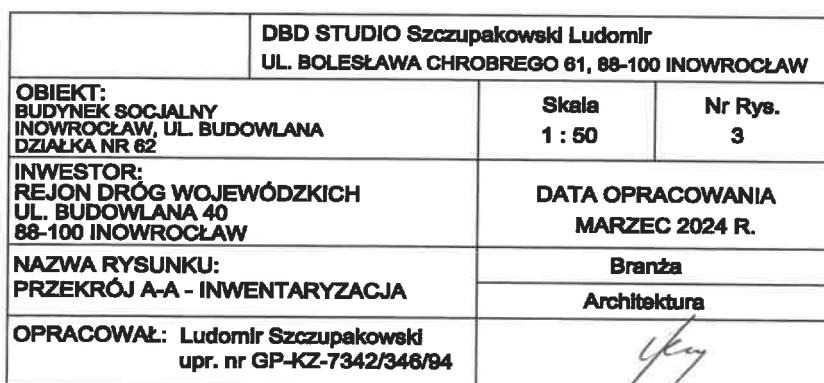 DBD STUDIO Szczupakowski Ludomir
UL. BOLESŁAWA CHROBREGO 61, 88-100 INOWROCŁAW
OBIEKT:
BUDYNEK SOCJALNY
INOWROCŁAW, UL. BUDOWLANA
DZIAŁKA NR 62
Skala
1 : 50
Nr Rys.
3
INWESTOR:
REJON DRÓG WOJEWÓDZKICH
UL. BUDOWLANA 40
88-100 INOWROCŁAW
DATA OPRACOWANIA
MARZEC 2024 R.
NAZWA RYSUNKU:
PRZEKRÓJ A-A - INWENTARYZACJA
Branża
Architektura
OPRACOWAŁ: Ludomir Szczupakowski
upr. nr GP-KZ-7342/346/94